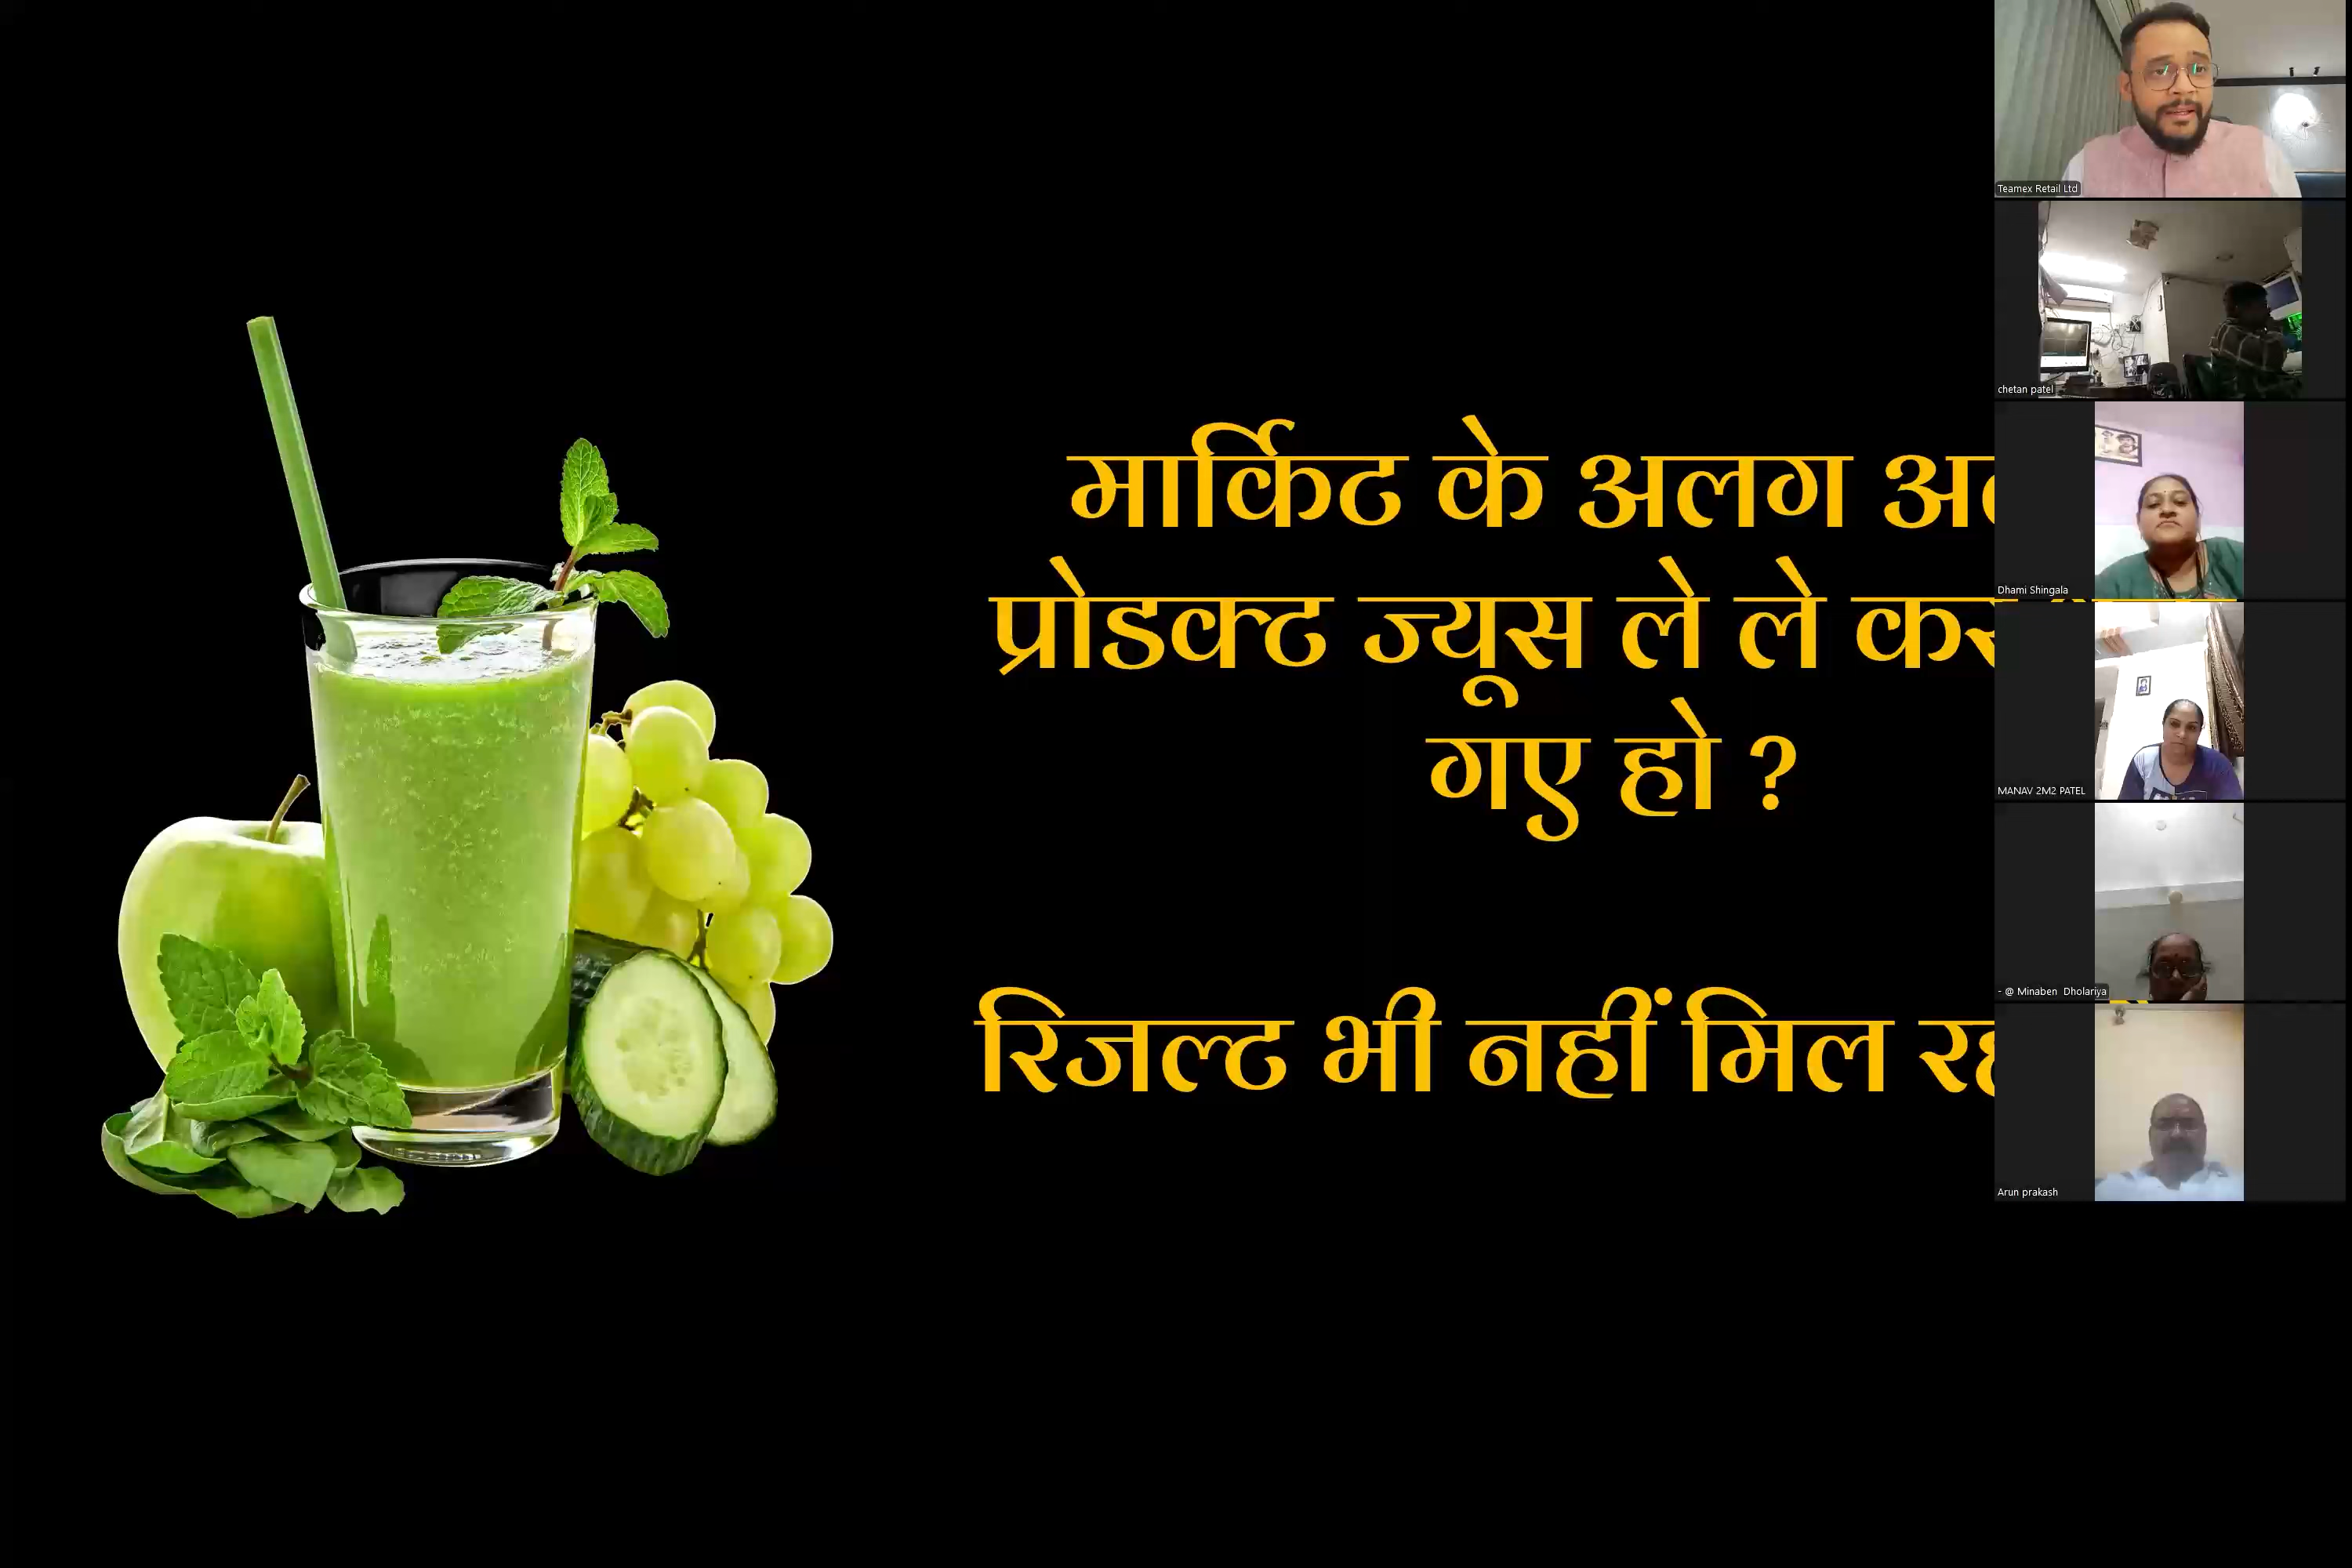 मार्किट के अलग
प्रोडक्ट ज्यूस ले ले कर
गए हो ?
रिजल्ट भी नहीं मिल
Teamex Retail Ltd
chetan patel
Dhami Shingala
MANAV 2M2 PATEL
- @ Minaben Dholariya
Arun prakash